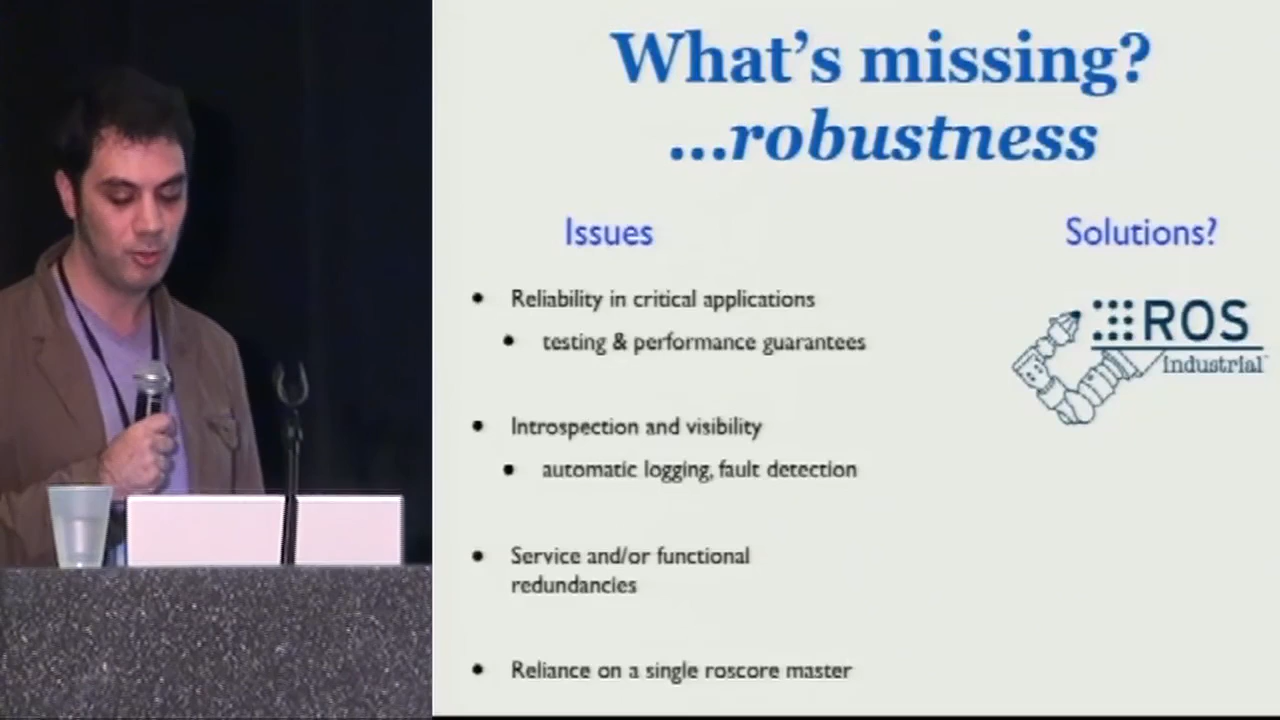 What's missing?
...robustness
Issues
Solutions?
• Reliability in critical applications
• testing & performance guarantees
ROS
Industrial™
• Introspection and visibility
• automatic logging, fault detection
• Service and/or functional
redundancies
• Reliance on a single roscore master